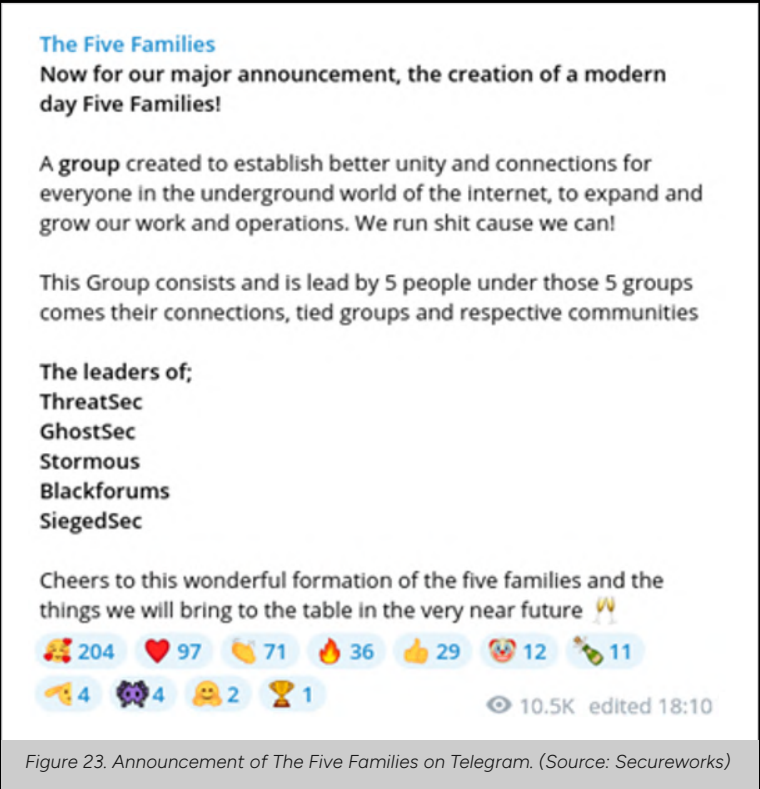 The Five Families
Now for our major announcement, the creation of a modern
day Five Families!
A group created to establish better unity and connections for
everyone in the underground world of the internet, to expand and
grow our work and operations. We run shit cause we can!
This Group consists and is lead by 5 people under those 5 groups
comes their connections, tied groups and respective communities
The leaders of;
ThreatSec
GhostSec
Stormous
Blackforums
SiegedSec
Cheers to this wonderful formation of the five families and the
things we will bring to the table in the very near future 🥂
🥰 204 ❤️ 97 👏 71 🔥 36 👍 29 🤡 12 🍾 11
🫡 4 👾 4 🤗 2 🏆 1 10.5K edited 18:10
Figure 23. Announcement of The Five Families on Telegram. (Source: Secureworks)